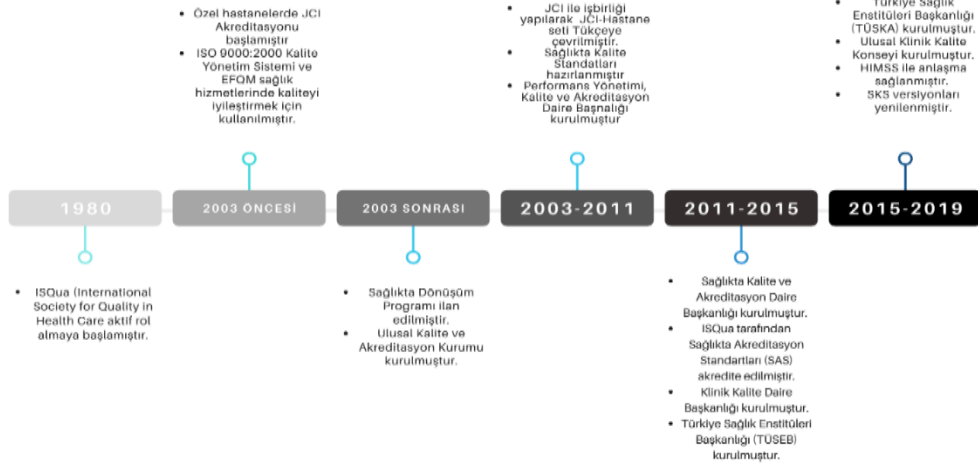 1980
• ISQua (International
Society for Quality in
Health Care aktif rol
almaya başlamıştır.
2003 ÖNCESİ
• Özel hastanelerde JCI
Akreditasyonu
başlamıştır
• ISO 9000:2000 Kalite
Yönetim Sistemi ve
EFQM sağlık
hizmetlerinde kaliteyi
iyileştirmek için
kullanılmıştır.
2003 SONRASI
• Sağlıkta Dönüşüm
Programı ilan
edilmiştir.
• Ulusal Kalite ve
Akreditasyon Kurumu
kurulmuştur.
2003-2011
• JCI ile işbirliği
yapılarak JCI-Hastane
seti Tükçeye
çevrilmiştir.
• Sağlıkta Kalite
Standatları
hazırlanmıştır
• Performans Yönetimi,
Kalite ve Akreditasyon
Daire Başnalığı
kurulmuştur
2011-2015
• Sağlıkta Kalite ve
Akreditasyon Daire
Başkanlığı kurulmuştur.
• ISQua tarafından
Sağlıkta Akreditasyon
Standartları (SAS)
akredite edilmiştir.
• Klinik Kalite Daire
Başkanlığı kurulmuştur.
• Türkiye Sağlık Enstitüleri
Başkanlığı (TÜSEB)
kurulmuştur.
2015-2019
• Türkiye Sağlık
Enstitüleri Başkanlığı
(TÜSKA) kurulmuştur.
• Ulusal Klinik Kalite
Konseyi kurulmuştur.
• HIMSS ile anlaşma
sağlanmıştır.
• SKS versiyonları
yenilenmiştir.